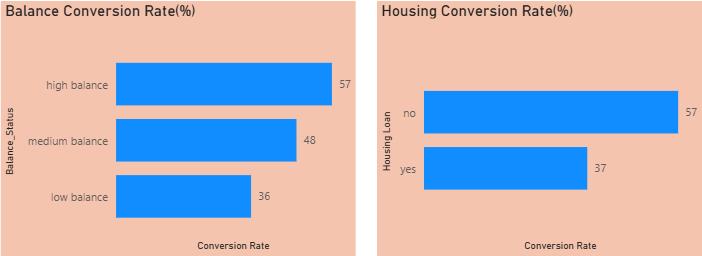 Balance Conversion Rate(%)
Balance_Status
high balance 57
medium balance 48
low balance 36
Conversion Rate
Housing Conversion Rate(%)
Housing Loan
no 57
yes 37
Conversion Rate